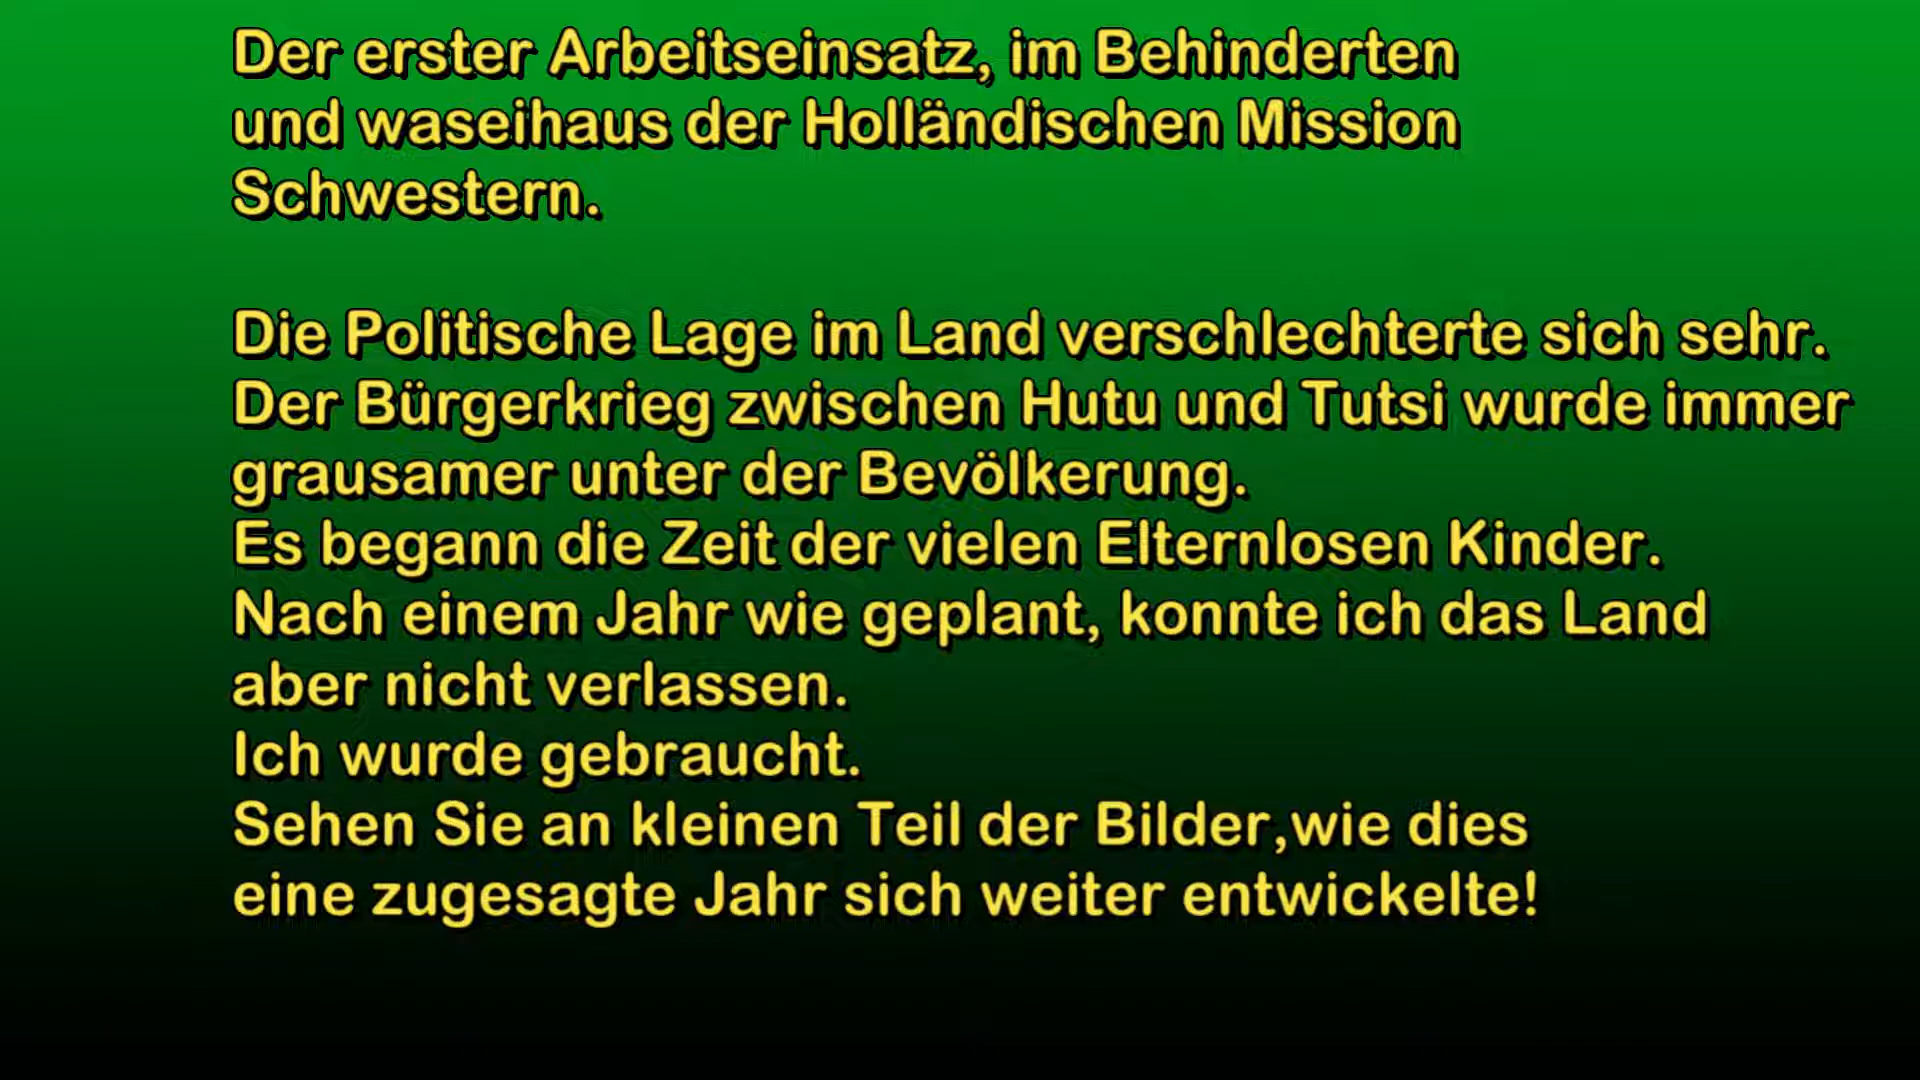 Der erster Arbeitseinsatz, im Behinderten
und waseihaus der Holländischen Mission
Schwestern.
Die Politische Lage im Land verschlechterte sich sehr.
Der Bürgerkrieg zwischen Hutu und Tutsi wurde immer
grausamer unter der Bevölkerung.
Es begann die Zeit der vielen Elternlosen Kinder.
Nach einem Jahr wie geplant, konnte ich das Land
aber nicht verlassen.
Ich wurde gebraucht.
Sehen Sie an kleinen Teil der Bilder,wie dies
eine zugesagte Jahr sich weiter entwickelte!